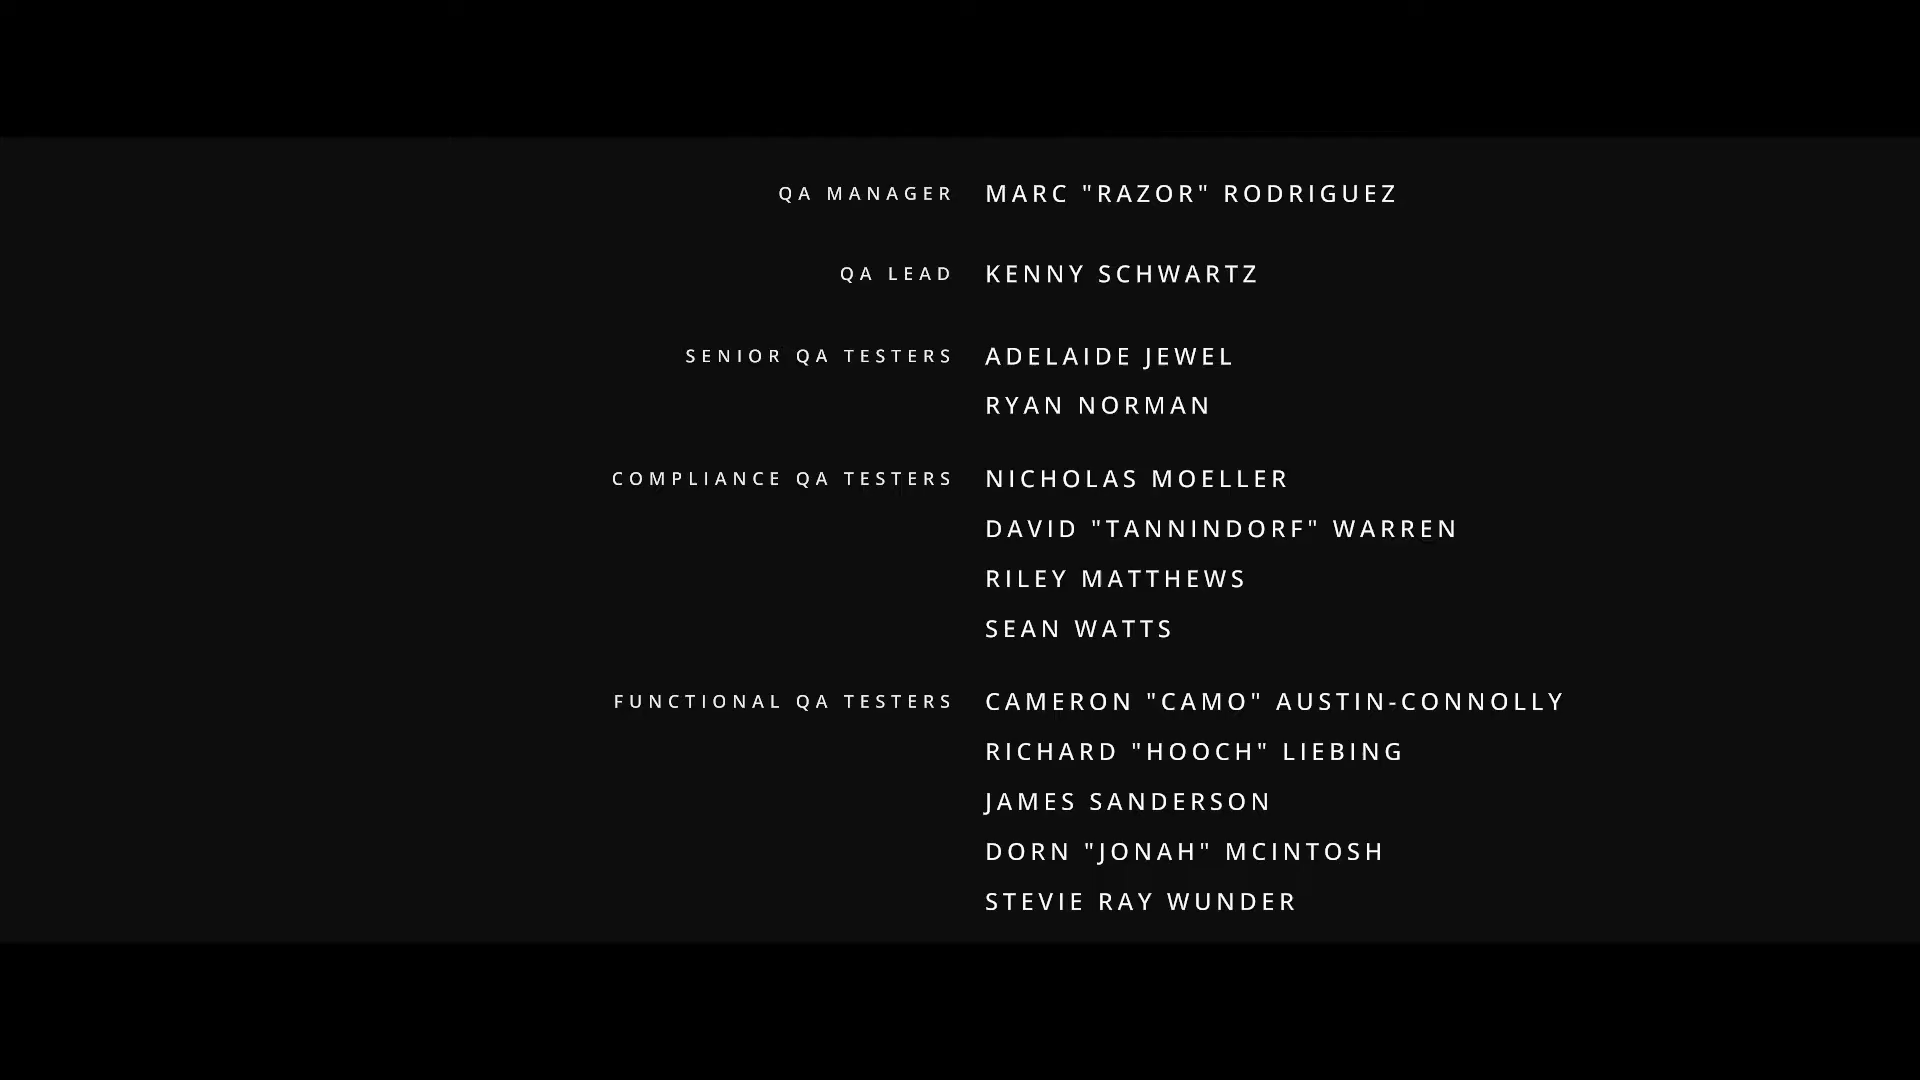 QA MANAGER MARC "RAZOR" RODRIGUEZ
QA LEAD KENNY SCHWARTZ
SENIOR QA TESTERS ADELAIDE JEWEL
RYAN NORMAN
COMPLIANCE QA TESTERS NICHOLAS MOELLER
DAVID "TANNINDORF" WARREN
RILEY MATTHEWS
SEAN WATTS
FUNCTIONAL QA TESTERS CAMERON "CAMO" AUSTIN-CONNOLLY
RICHARD "HOOCH" LIEBING
JAMES SANDERSON
DORN "JONAH" MCINTOSH
STEVIE RAY WUNDER